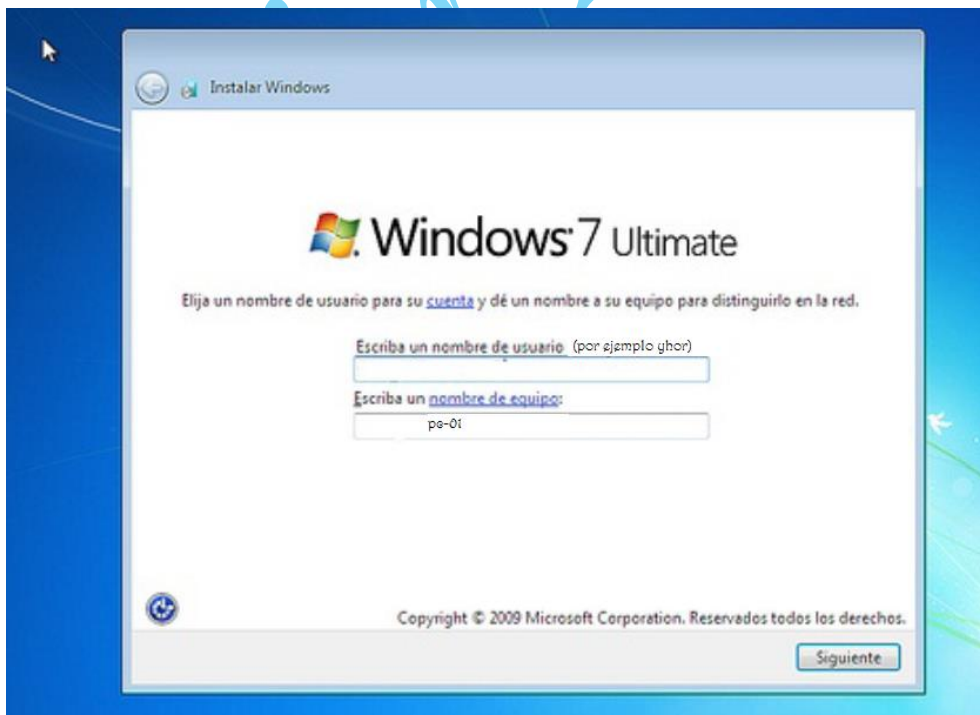 Instalar Windows
Windows 7 Ultimate
Elija un nombre de usuario para su cuenta y dé un nombre a su equipo para distinguirlo en la red.
Escriba un nombre de usuario (por ejemplo yhor)
Escriba un nombre de equipo:
pc-01
Copyright © 2009 Microsoft Corporation. Reservados todos los derechos.
Siguiente